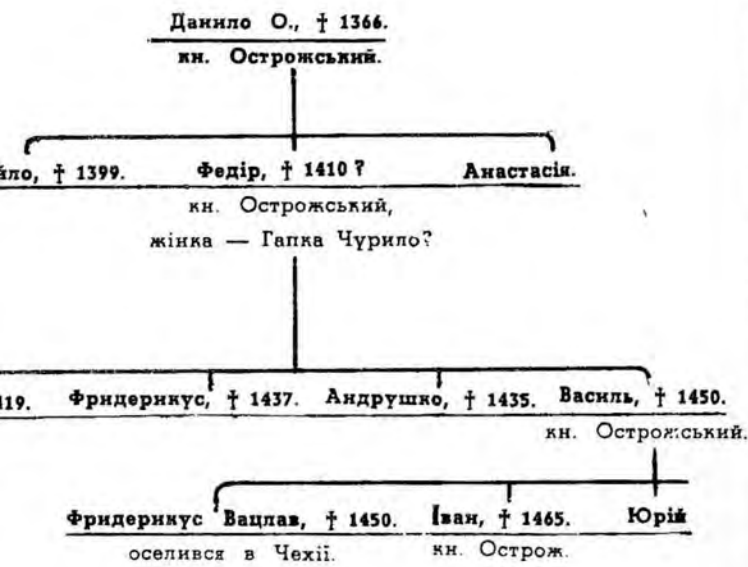 Данило О., † 1366.
кн. Острожський.
† 1399. Федір, † 1410 ? Анастасія.
кн. Острожський,
жінка — Гапка Чурило?
419. Фридерикус, † 1437. Андрушко, † 1435. Василь, † 1450.
кн. Острожський.
Фридерикус Вацлав, † 1450. Іван, † 1465. Юрій
оселився в Чехії. кн. Острож.